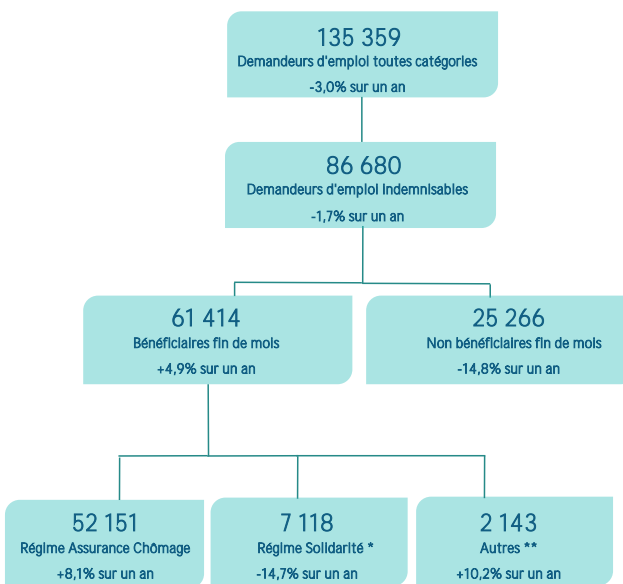 135 359
Demandeurs d'emploi toutes catégories
-3,0% sur un an
86 680
Demandeurs d'emploi Indemnisables
-1,7% sur un an
61 414
Bénéficiaires fin de mois
+4,9% sur un an
25 266
Non bénéficiaires fin de mois
-14,8% sur un an
52 151
Régime Assurance Chômage
+8,1% sur un an
7 118
Régime Solidarité *
-14,7% sur un an
2 143
Autres **
+10,2% sur un an